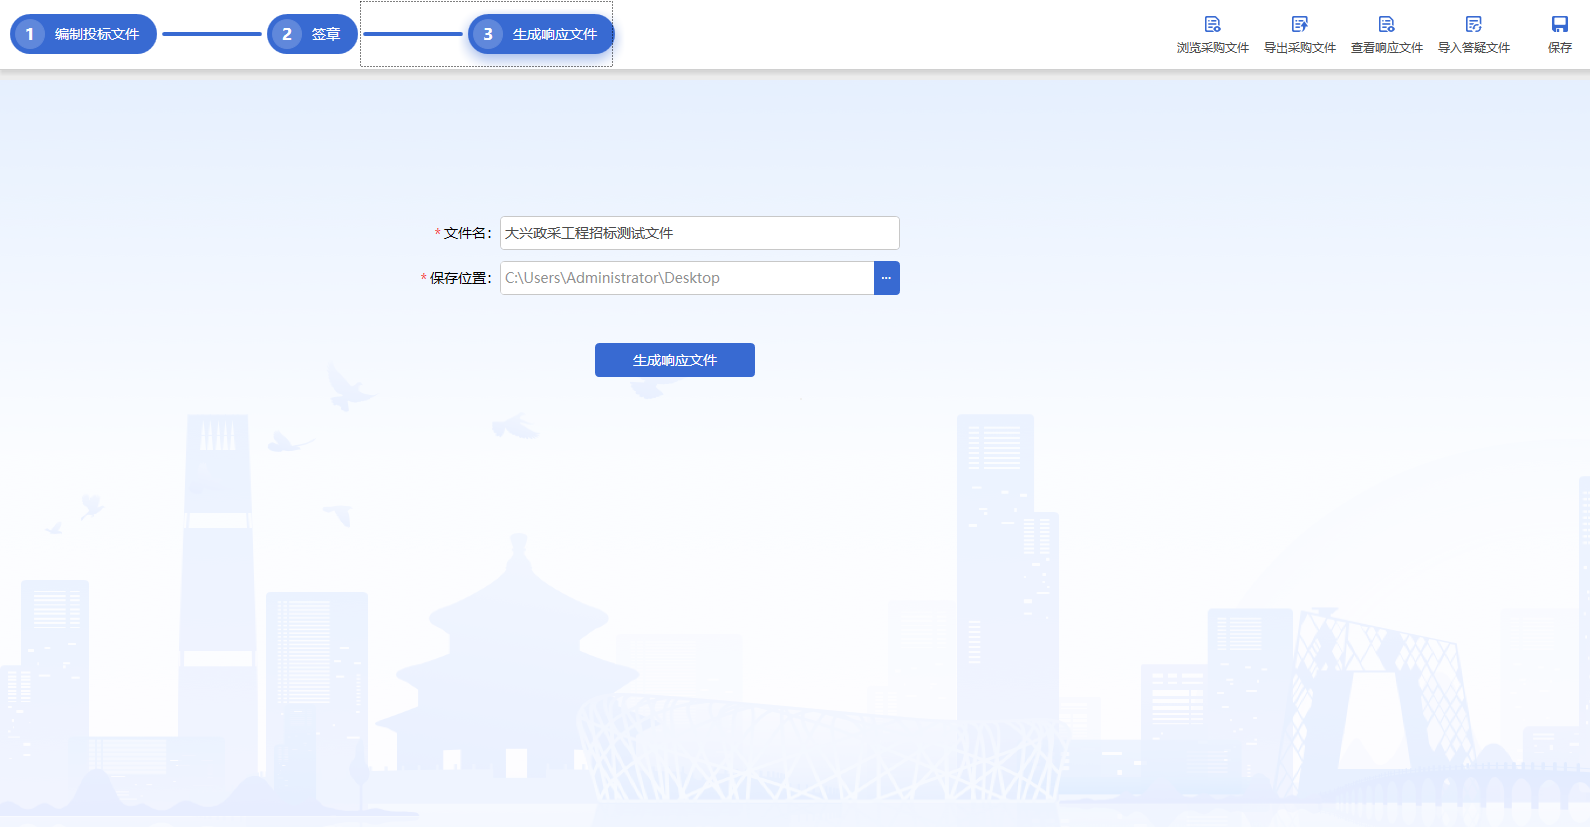 1 编制投标文件
2 签章
3 生成响应文件
浏览采购文件
导出采购文件
查看响应文件
导入答疑文件
保存
*文件名： 大兴政采工程招标测试文件
*保存位置： C:\Users\Administrator\Desktop ...
生成响应文件